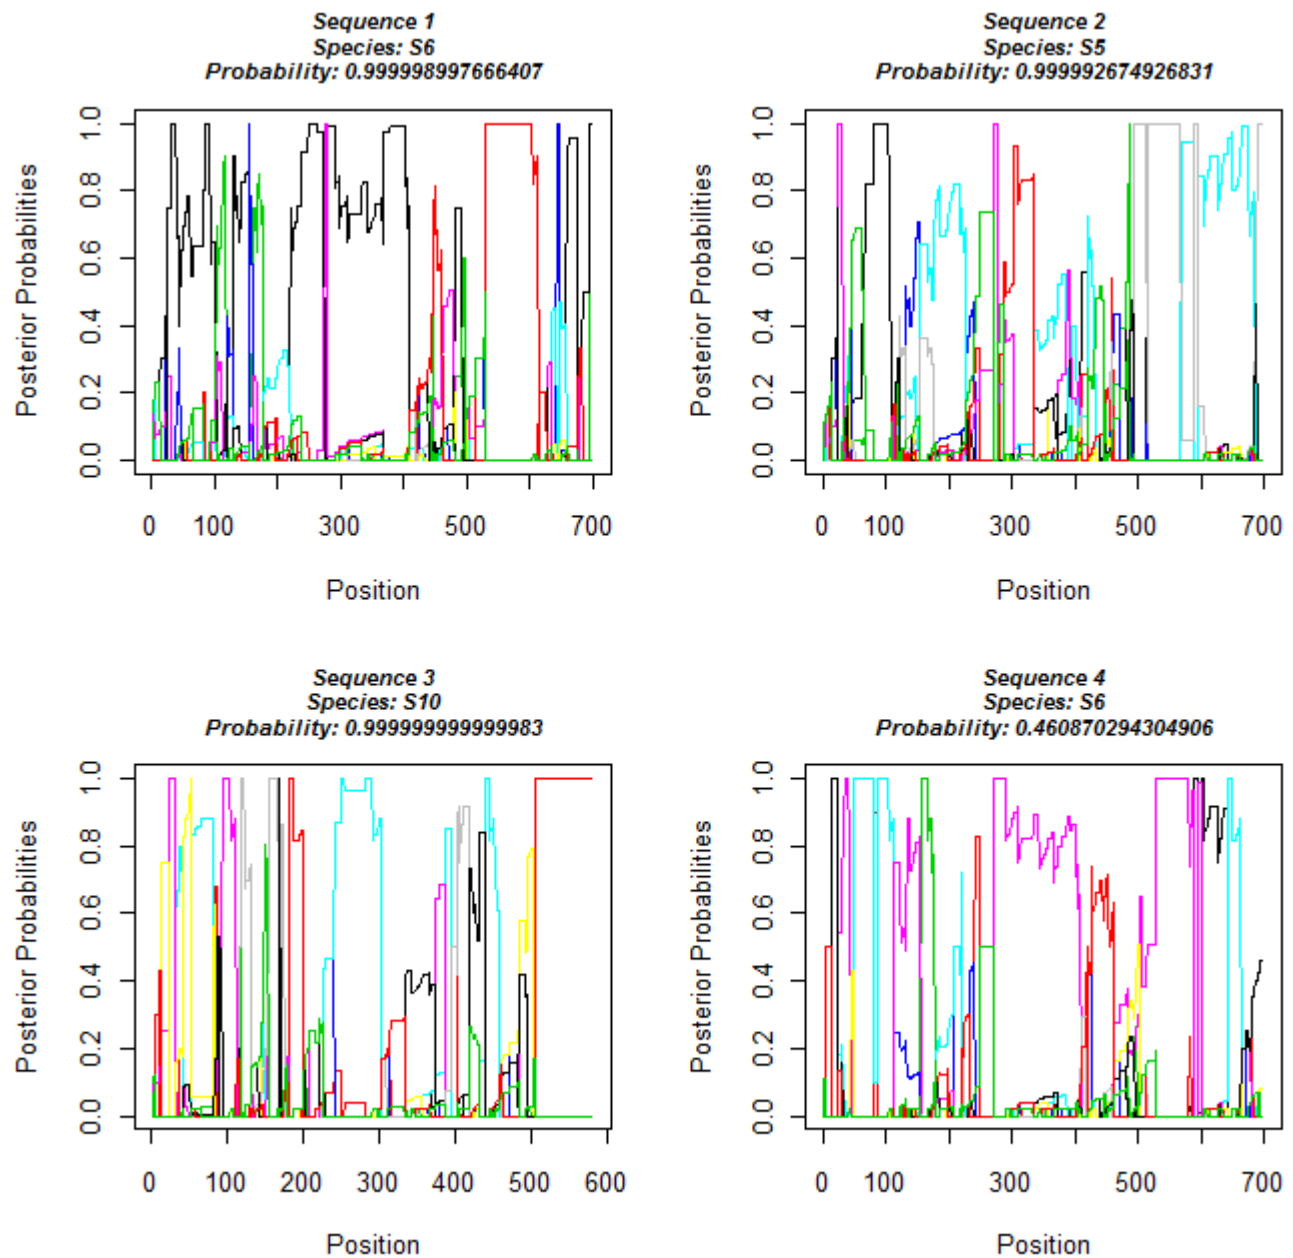 Sequence 1
Species: S6
Probability: 0.999998997666407
Posterior Probabilities
0.0 0.2 0.4 0.6 0.8 1.0
0 100 300 500 700
Position
Sequence 2
Species: S5
Probability: 0.999992674926831
Posterior Probabilities
0.0 0.2 0.4 0.6 0.8 1.0
0 100 300 500 700
Position
Sequence 3
Species: S10
Probability: 0.999999999999983
Posterior Probabilities
0.0 0.2 0.4 0.6 0.8 1.0
0 100 200 300 400 500 600
Position
Sequence 4
Species: S6
Probability: 0.460870294304906
Posterior Probabilities
0.0 0.2 0.4 0.6 0.8 1.0
0 100 300 500 700
Position